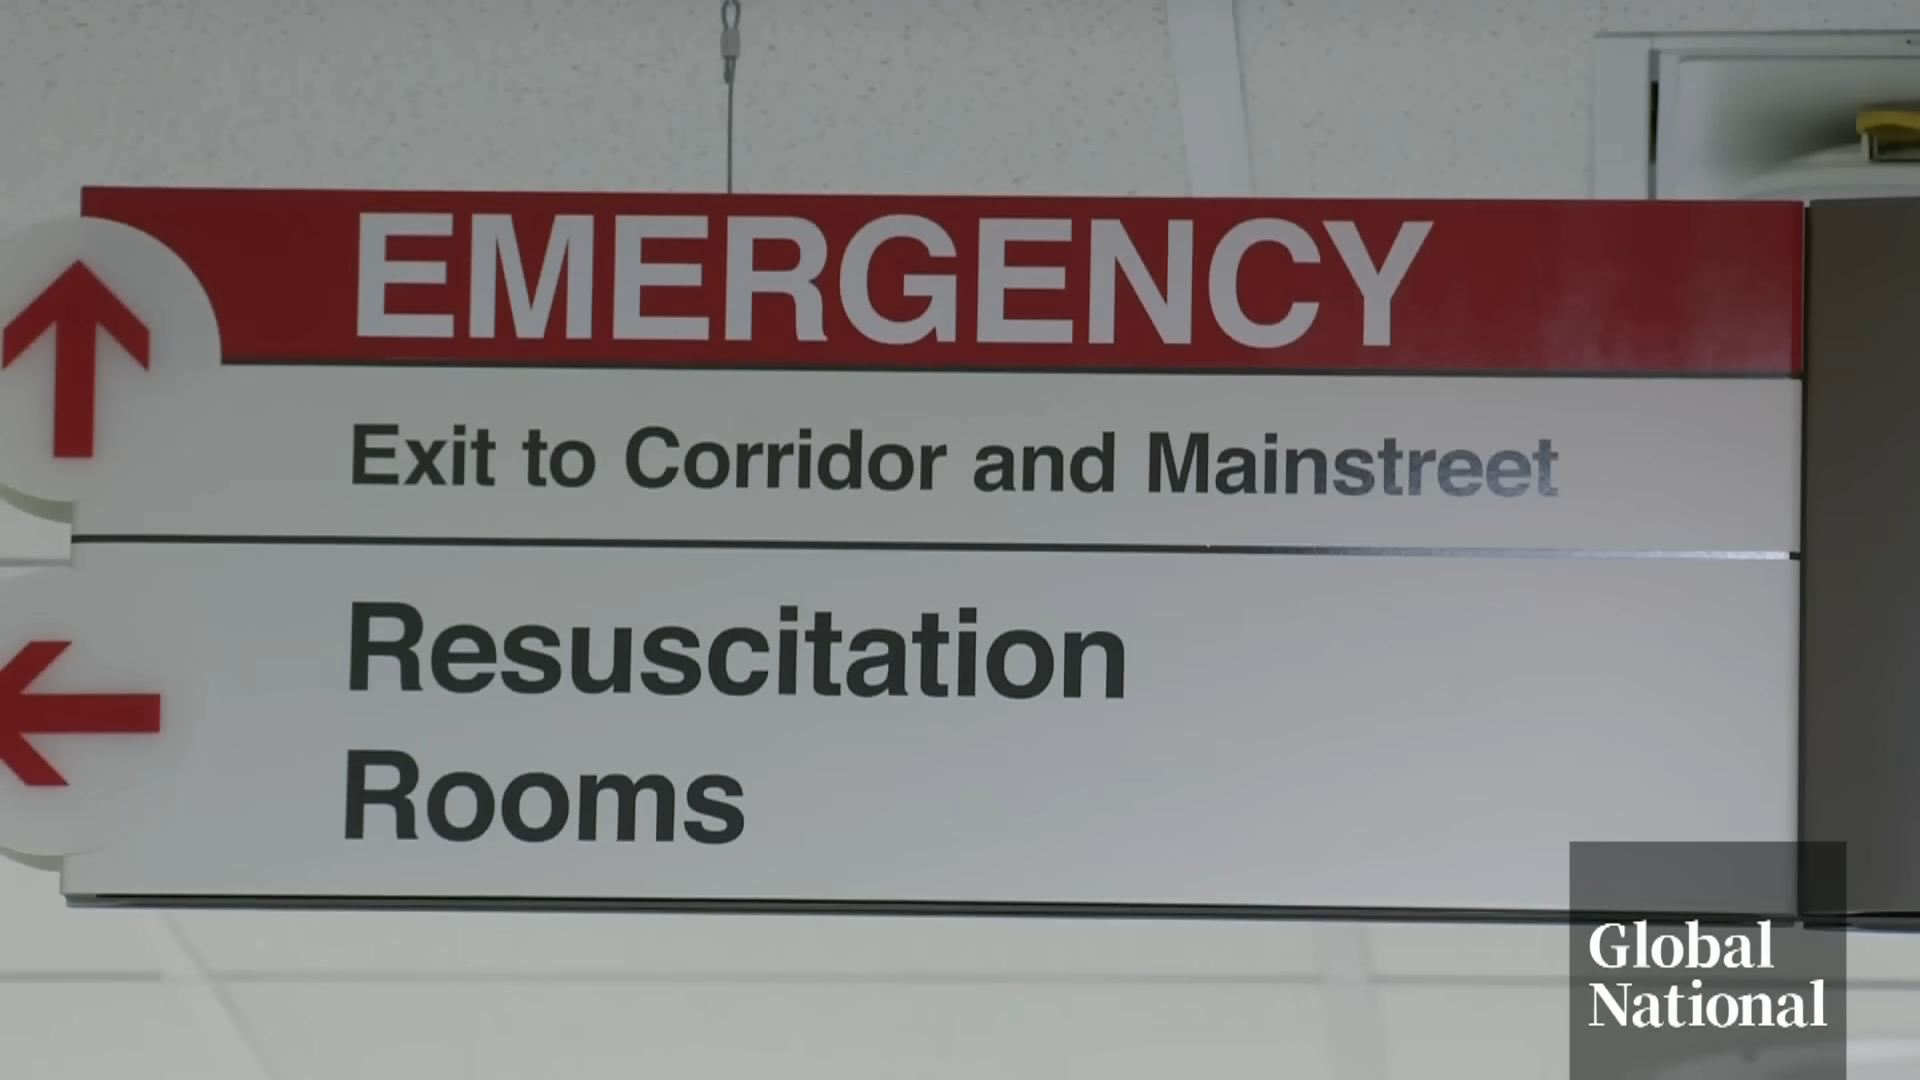 EMERGENCY
Exit to Corridor and Mainstreet
Resuscitation
Rooms
Global
National